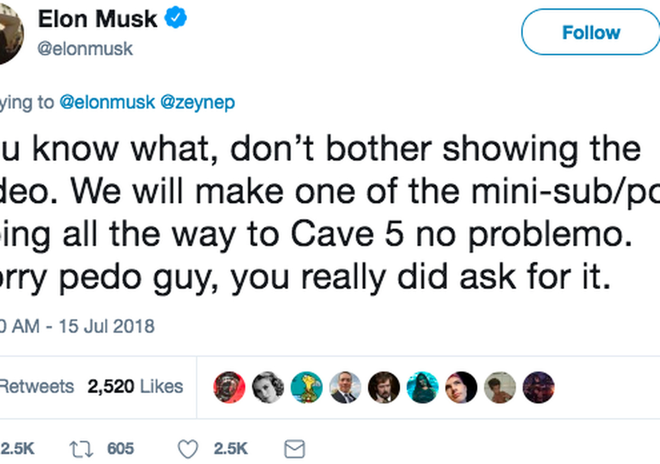 Elon Musk
@elonmusk
Follow
ying to @elonmusk @zeynep
u know what, don’t bother showing the
deo. We will make one of the mini-sub/po
ing all the way to Cave 5 no problemo.
rry pedo guy, you really did ask for it.
0 AM - 15 Jul 2018
Retweets 2,520 Likes
2.5K 605 2.5K